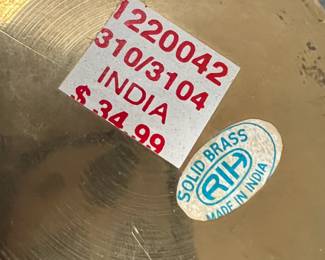 1220042
310/3104
INDIA
$ 34.99
SOLID BRASS
RIH
MADE IN INDIA